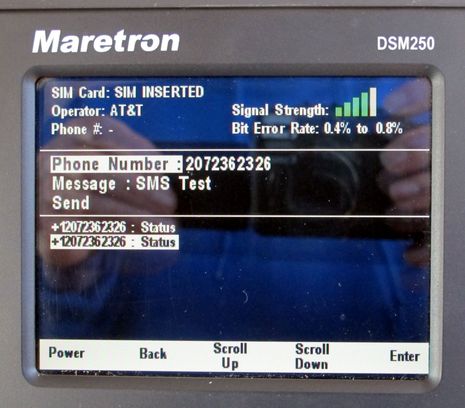 Maretron
DSM250
SIM Card: SIM INSERTED
Operator: AT&T
Signal Strength:
Phone #: -
Bit Error Rate: 0.4% to 0.8%
Phone Number : 2072362326
Message : SMS Test
Send
+12072362326 : Status
+12072362326 : Status
Power
Back
Scroll
Up
Scroll
Down
Enter